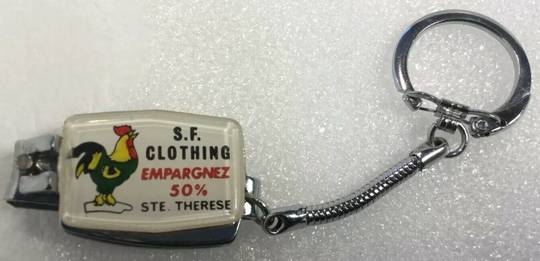 S.F.
CLOTHING
EMPARGNEZ
50%
STE. THERESE